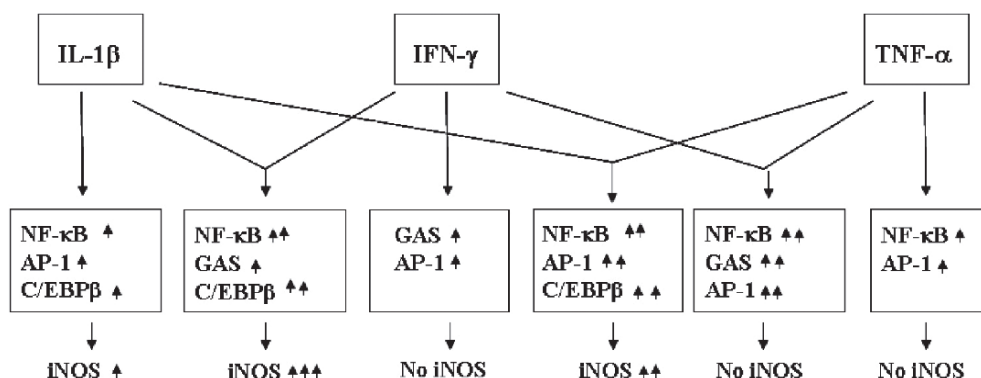 IL-1β
IFN-γ
TNF-α
NF-κB
AP-1
C/EBPβ
iNOS
NF-κB
GAS
C/EBPβ
iNOS
GAS
AP-1
No iNOS
NF-κB
AP-1
C/EBPβ
iNOS
NF-κB
GAS
AP-1
No iNOS
NF-κB
AP-1
No iNOS